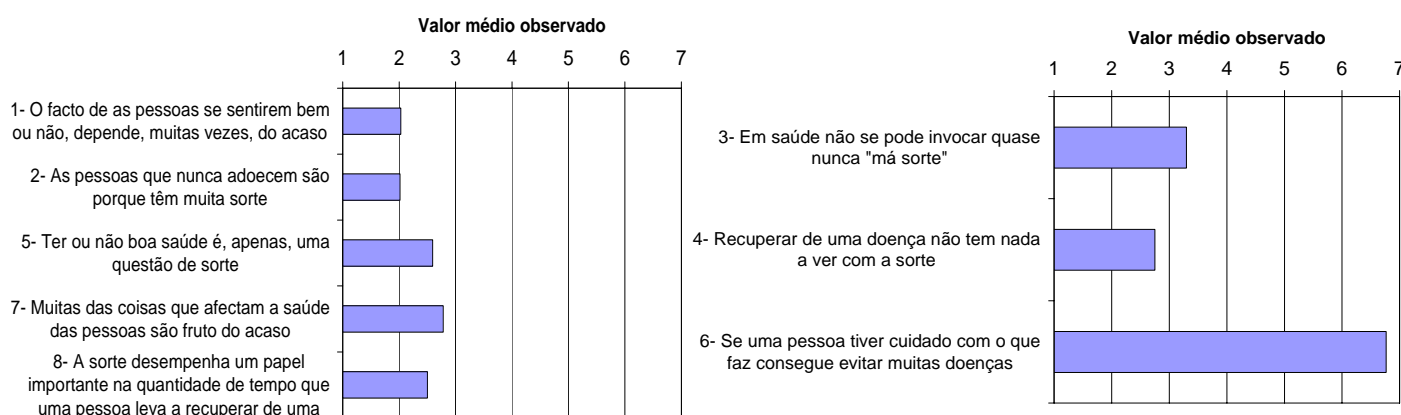 Valor médio observado
1 2 3 4 5 6 7
1- O facto de as pessoas se sentirem bem
ou não, depende, muitas vezes, do acaso
2- As pessoas que nunca adoecem são
porque têm muita sorte
5- Ter ou não boa saúde é, apenas, uma
questão de sorte
7- Muitas das coisas que afectam a saúde
das pessoas são fruto do acaso
8- A sorte desempenha um papel
importante na quantidade de tempo que
uma pessoa leva a recuperar de uma
Valor médio observado
1 2 3 4 5 6 7
3- Em saúde não se pode invocar quase
nunca "má sorte"
4- Recuperar de uma doença não tem nada
a ver com a sorte
6- Se uma pessoa tiver cuidado com o que
faz consegue evitar muitas doenças